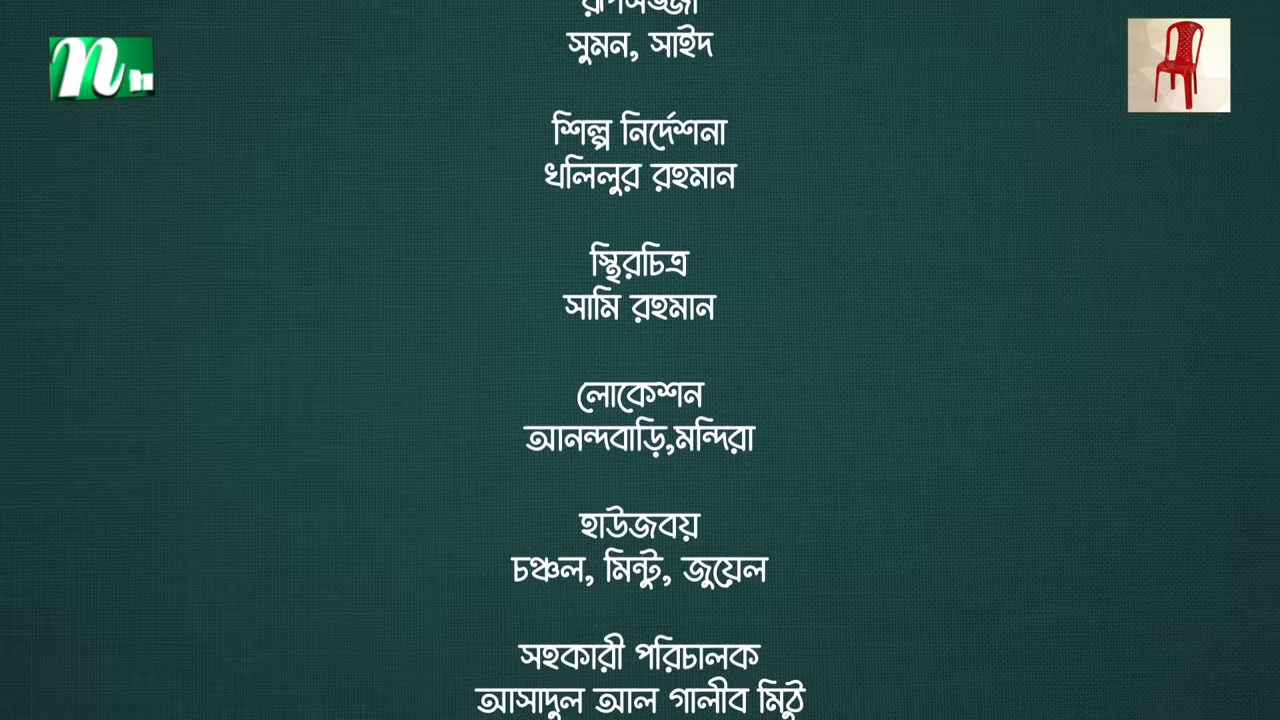 রূপসজ্জা
সুমন, সাইদ
শিল্প নির্দেশনা
খলিলুর রহমান
স্থিরচিত্র
সামি রহমান
লোকেশন
আনন্দবাড়ি,মন্দিরা
হাউজবয়
চঞ্চল, মিন্টু, জুয়েল
সহকারী পরিচালক
আসাদুল আল গালীব মিঠু